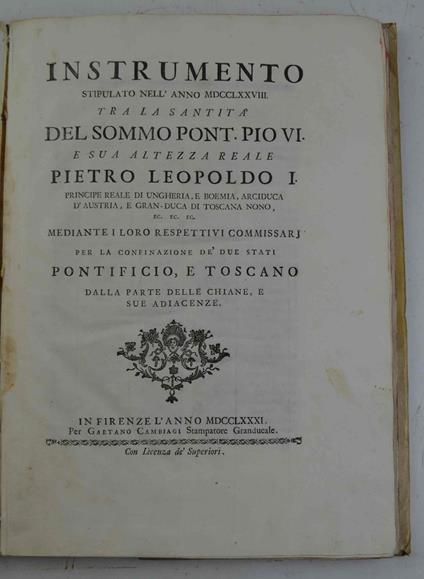 INSTRUMENTO
STIPULATO NELL' ANNO MDCCLXXVIII.
TRA LA SANTITA'
DEL SOMMO PONT. PIO VI.
E SUA ALTEZZA REALE
PIETRO LEOPOLDO I.
PRINCIPE REALE DI UNGHERIA, E BOEMIA, ARCIDUCA
D'AUSTRIA, E GRAN-DUCA DI TOSCANA NONO,
EC. EC. EC.
MEDIANTE I LORO RESPETTIVI COMMISSARJ
PER LA CONFINAZIONE DE' DUE STATI
PONTIFICIO, E TOSCANO
DALLA PARTE DELLE CHIANE, E
SUE ADIACENZE.
IN FIRENZE L'ANNO MDCCLXXXI.
Per GAETANO CAMBIAGI Stampatore Granducale.
Con Licenza de' Superiori.